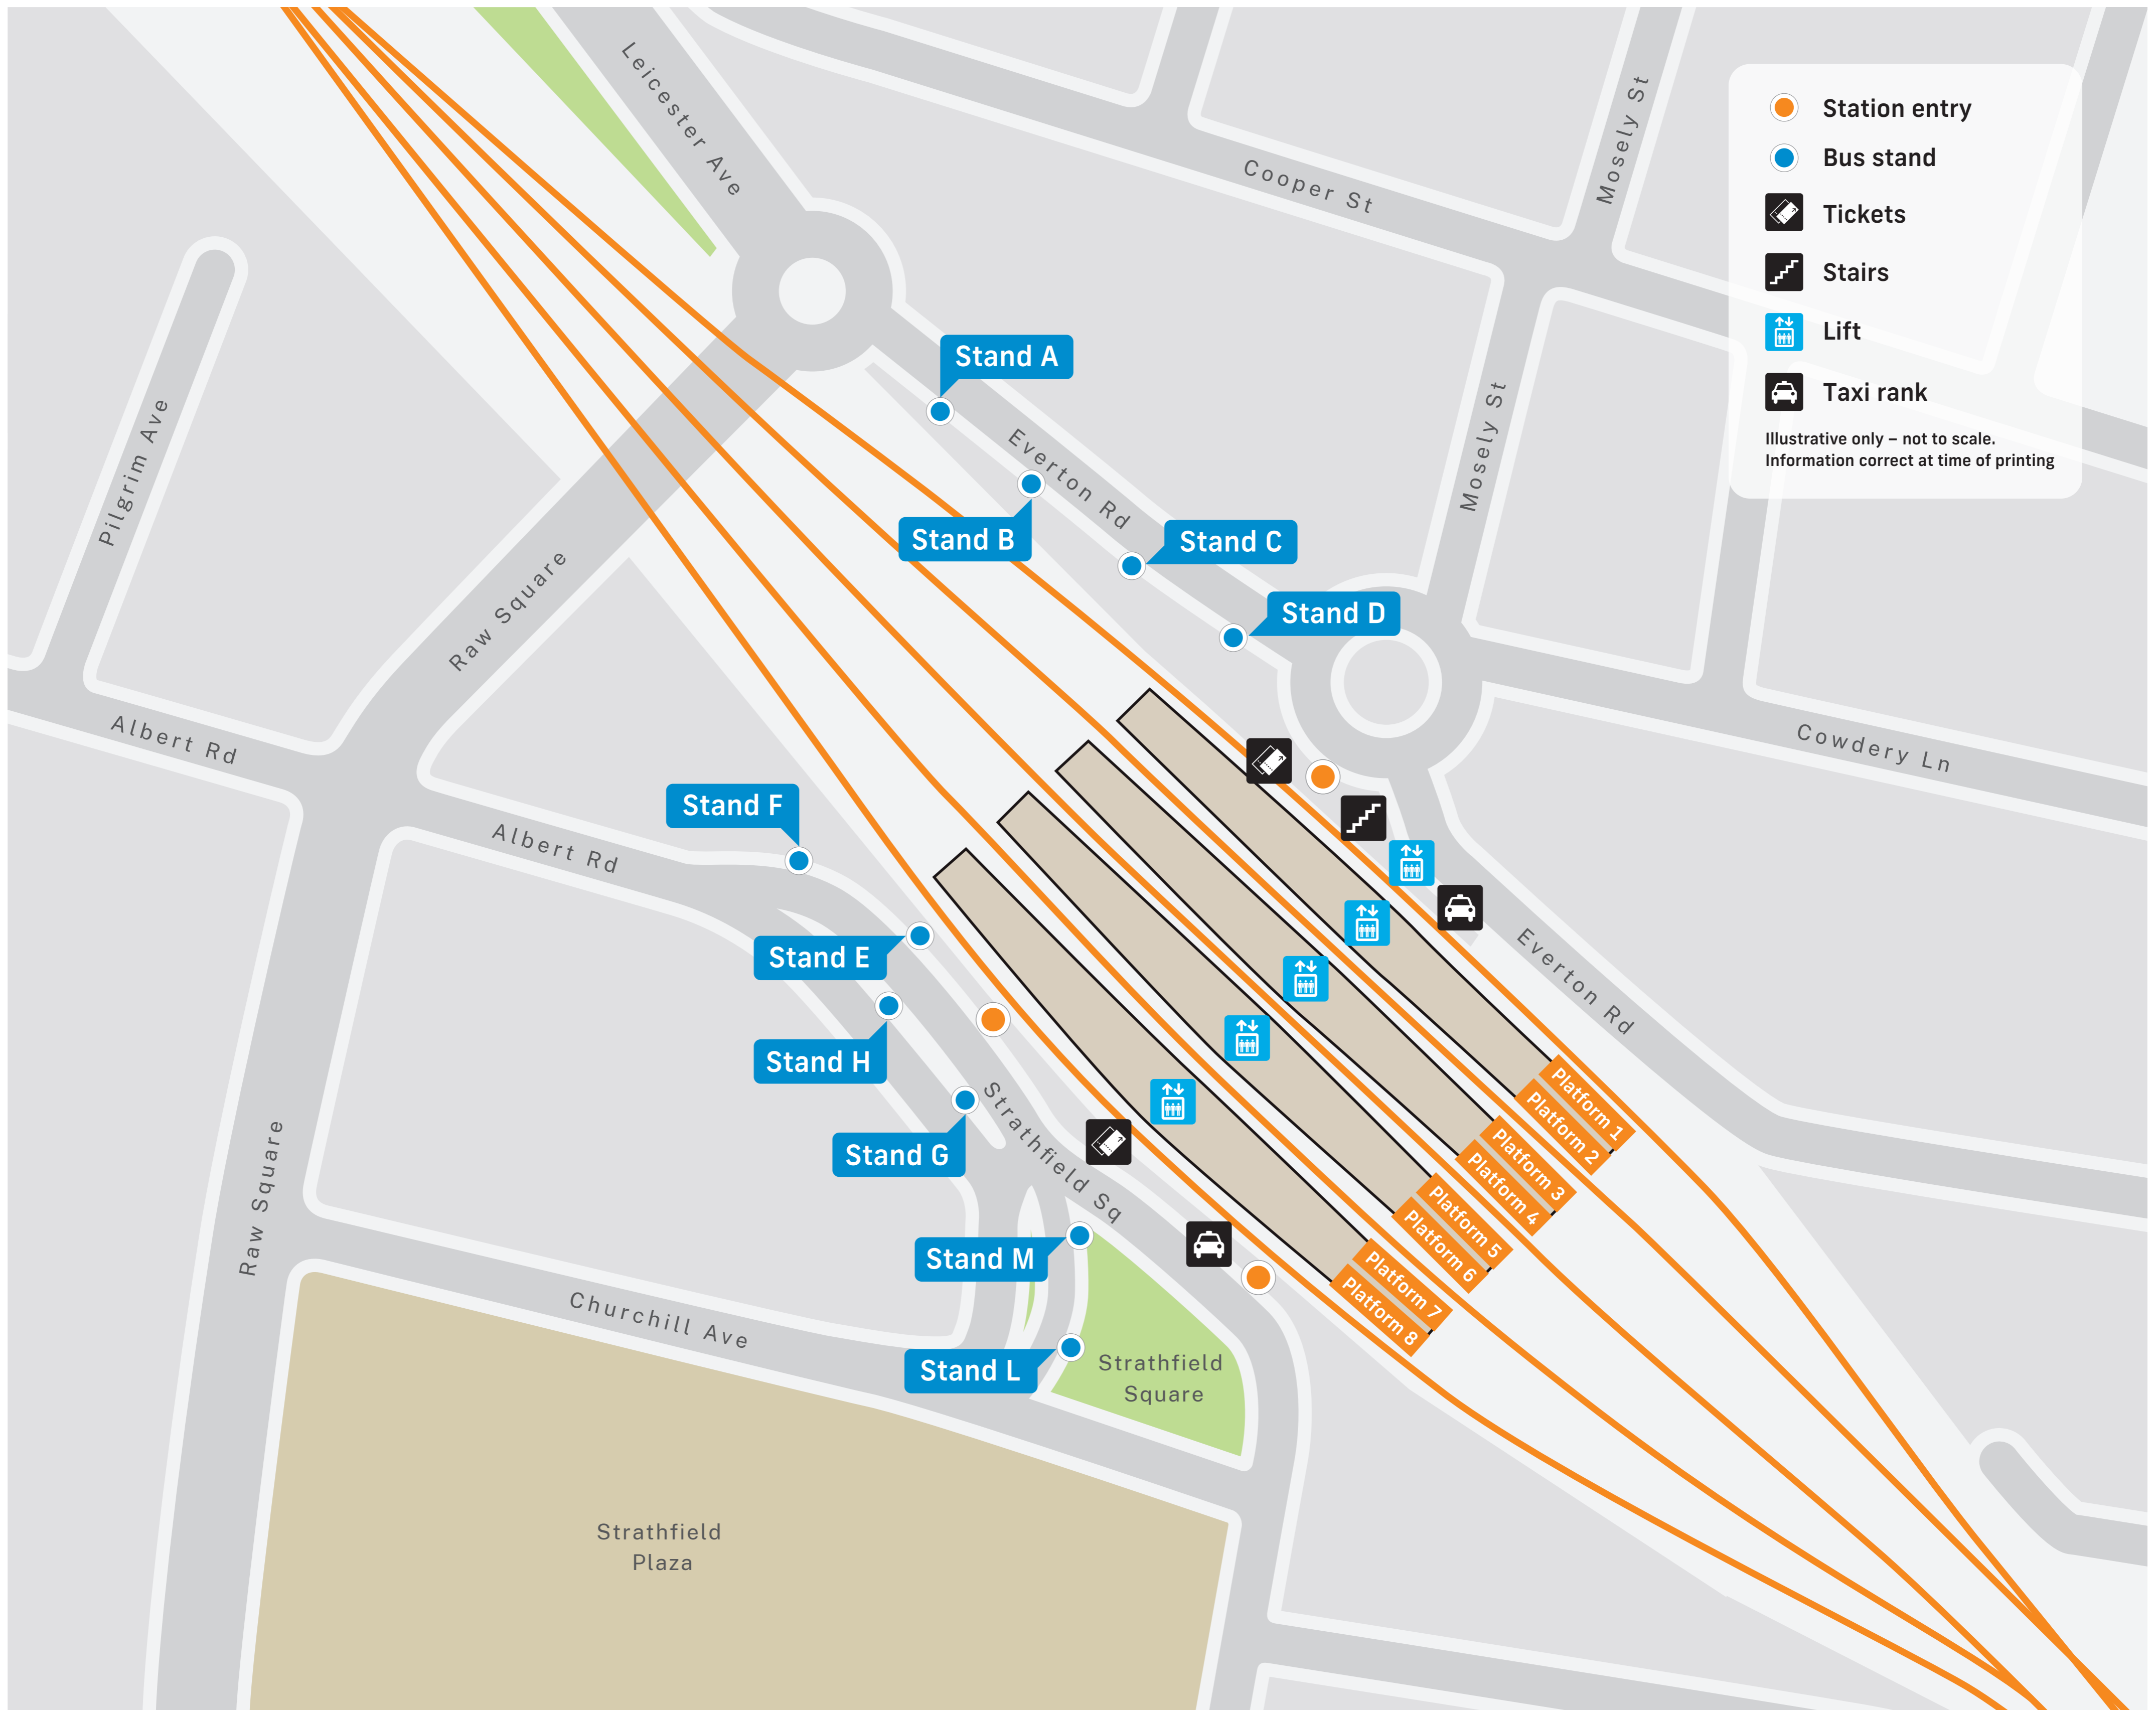 Leicester Ave
Cooper St
Mosely St
Station entry
Bus stand
Tickets
Stairs
Lift
Taxi rank
Illustrative only – not to scale.
Information correct at time of printing
Stand A
Everton Rd
Stand B
Stand C
Stand D
Mosely St
Pilgrim Ave
Raw Square
Albert Rd
Cowdery Ln
Stand F
Albert Rd
Stand E
Stand H
Everton Rd
Stand G
Strathfield Sq
Platform 1
Platform 2
Platform 3
Platform 4
Platform 5
Platform 6
Platform 7
Platform 8
Raw Square
Stand M
Churchill Ave
Stand L
Strathfield
Square
Strathfield
Plaza